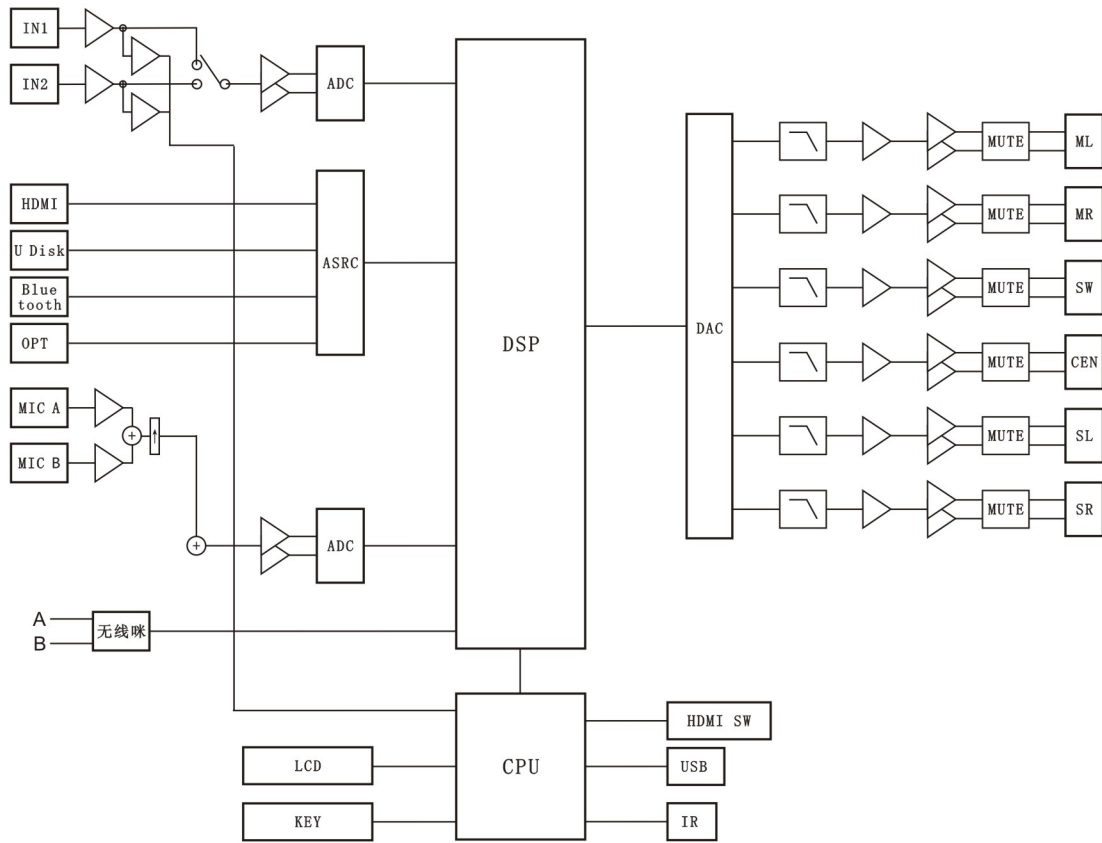 IN1
IN2
ADC
HDMI
U Disk
Blue
tooth
OPT
ASRC
MIC A
MIC B
ADC
A
B
无线咪
DSP
DAC
MUTE
ML
MUTE
MR
MUTE
SW
MUTE
CEN
MUTE
SL
MUTE
SR
CPU
LCD
KEY
HDMI SW
USB
IR